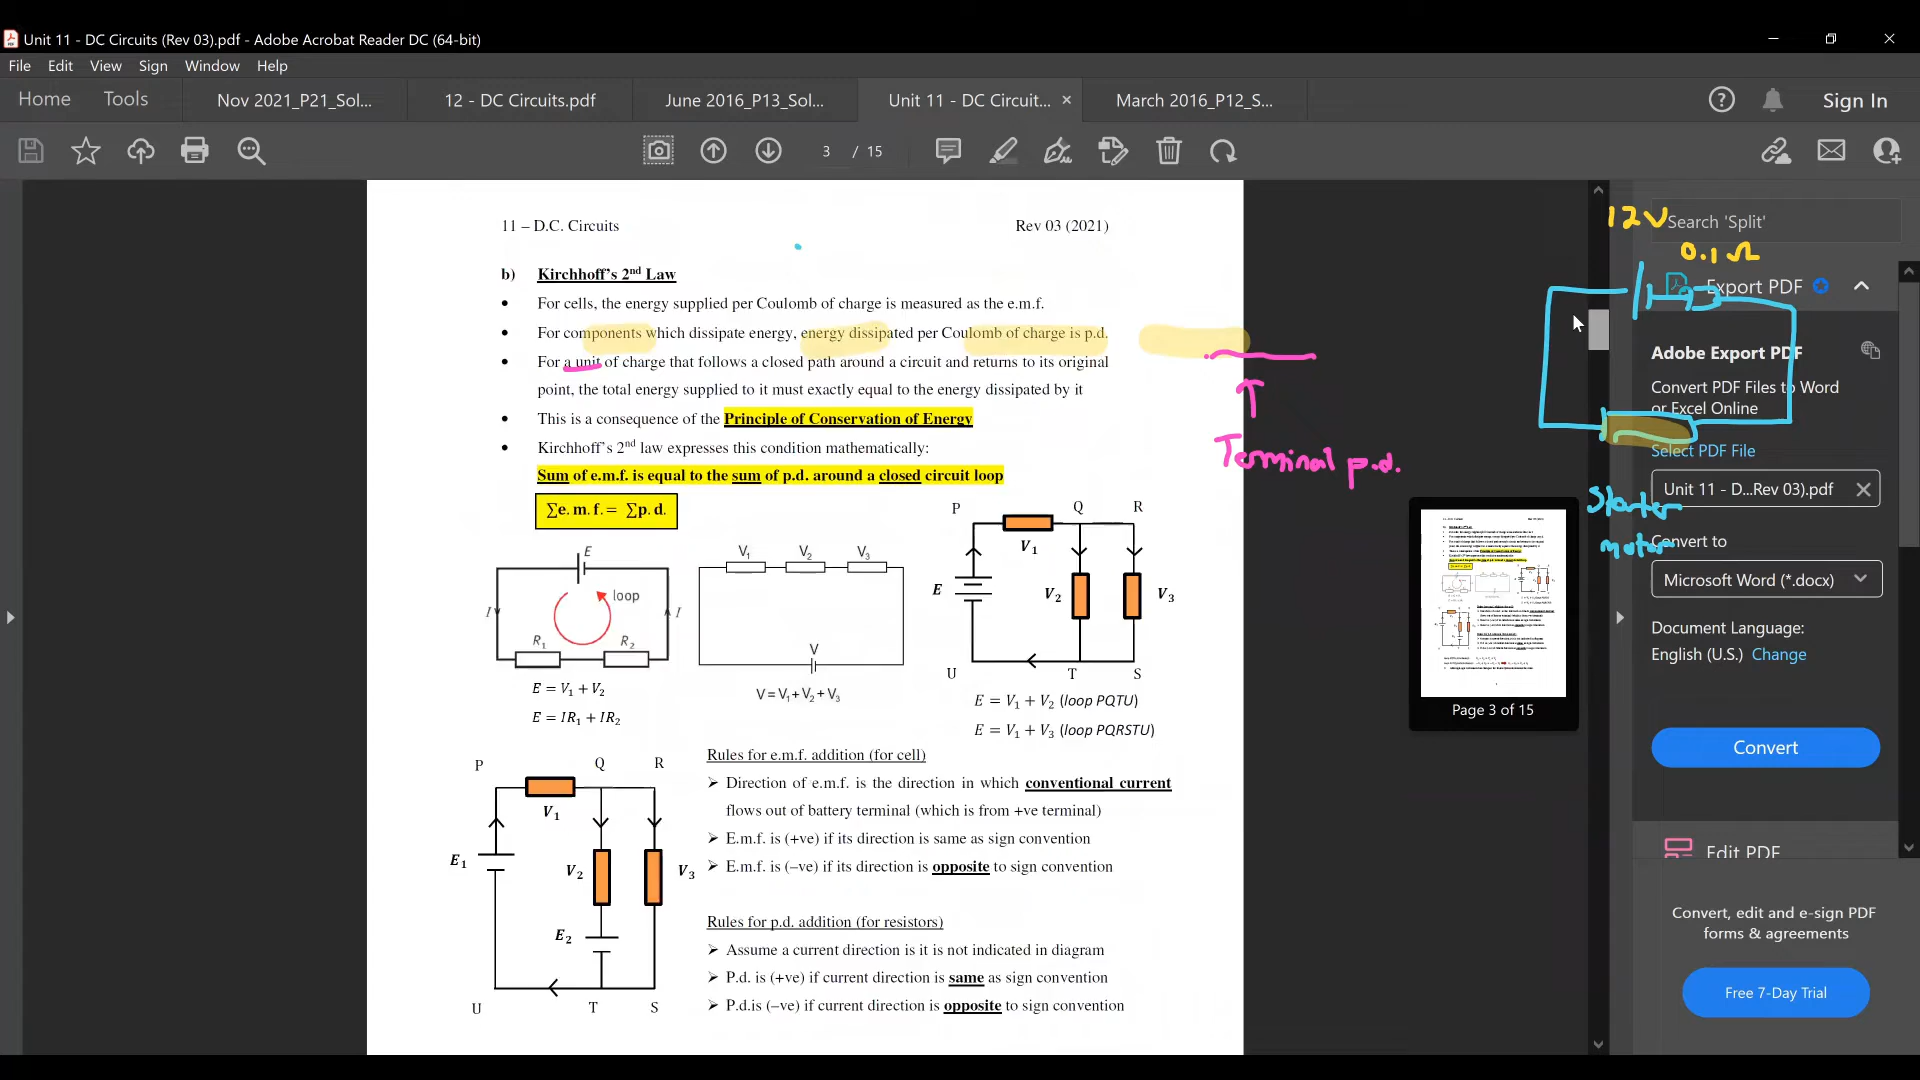 Unit 11 - DC Circuits (Rev 03).pdf - Adobe Acrobat Reader DC (64-bit)
File Edit View Sign Window Help
Home Tools Nov 2021_P21_Sol... 12 - DC Circuits.pdf June 2016_P13_Sol... Unit 11 - DC Circuit... × March 2016_P12_S... Sign In
3 / 15
11 – D.C. Circuits Rev 03 (2021)
b) Kirchhoff's 2nd Law
• For cells, the energy supplied per Coulomb of charge is measured as the e.m.f.
• For components which dissipate energy, energy dissipated per Coulomb of charge is p.d.
• For a unit of charge that follows a closed path around a circuit and returns to its original
point, the total energy supplied to it must exactly equal to the energy dissipated by it
• This is a consequence of the Principle of Conservation of Energy
• Kirchhoff's 2nd law expresses this condition mathematically:
Sum of e.m.f. is equal to the sum of p.d. around a closed circuit loop
∑e.m.f. = ∑p.d.
Terminal p.d.
E
loop
I I
R1 R2
E = V1 + V2
E = IR1 + IR2
V1 V2 V3
V
V = V1 + V2 + V3
P Q R
V1
E V2 V3
U T S
E = V1 + V2 (loop PQTU)
E = V1 + V3 (loop PQRSTU)
P Q R
V1
E1 V2 V3
E2
U T S
Rules for e.m.f. addition (for cell)
➢ Direction of e.m.f. is the direction in which conventional current
flows out of battery terminal (which is from +ve terminal)
➢ E.m.f. is (+ve) if its direction is same as sign convention
➢ E.m.f. is (–ve) if its direction is opposite to sign convention
Rules for p.d. addition (for resistors)
➢ Assume a current direction is it is not indicated in diagram
➢ P.d. is (+ve) if current direction is same as sign convention
➢ P.d.is (–ve) if current direction is opposite to sign convention
Page 3 of 15
12V
0.1 Ω
Starter
motor
Search 'Split'
Export PDF
Adobe Export PDF
Convert PDF Files to Word
or Excel Online
Select PDF File
Unit 11 - D...Rev 03).pdf
Convert to
Microsoft Word (*.docx)
Document Language:
English (U.S.) Change
Convert
Edit PDF
Convert, edit and e-sign PDF
forms & agreements
Free 7-Day Trial